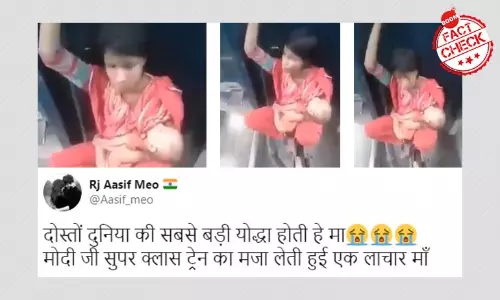 BOOM
FACT
CHECK
Rj Aasif Meo 🇮🇳
@Aasif_meo
दोस्तों दुनिया की सबसे बड़ी योद्धा होती हे मा😭😭😭
मोदी जी सुपर क्लास ट्रेन का मजा लेती हुई एक लाचार माँ